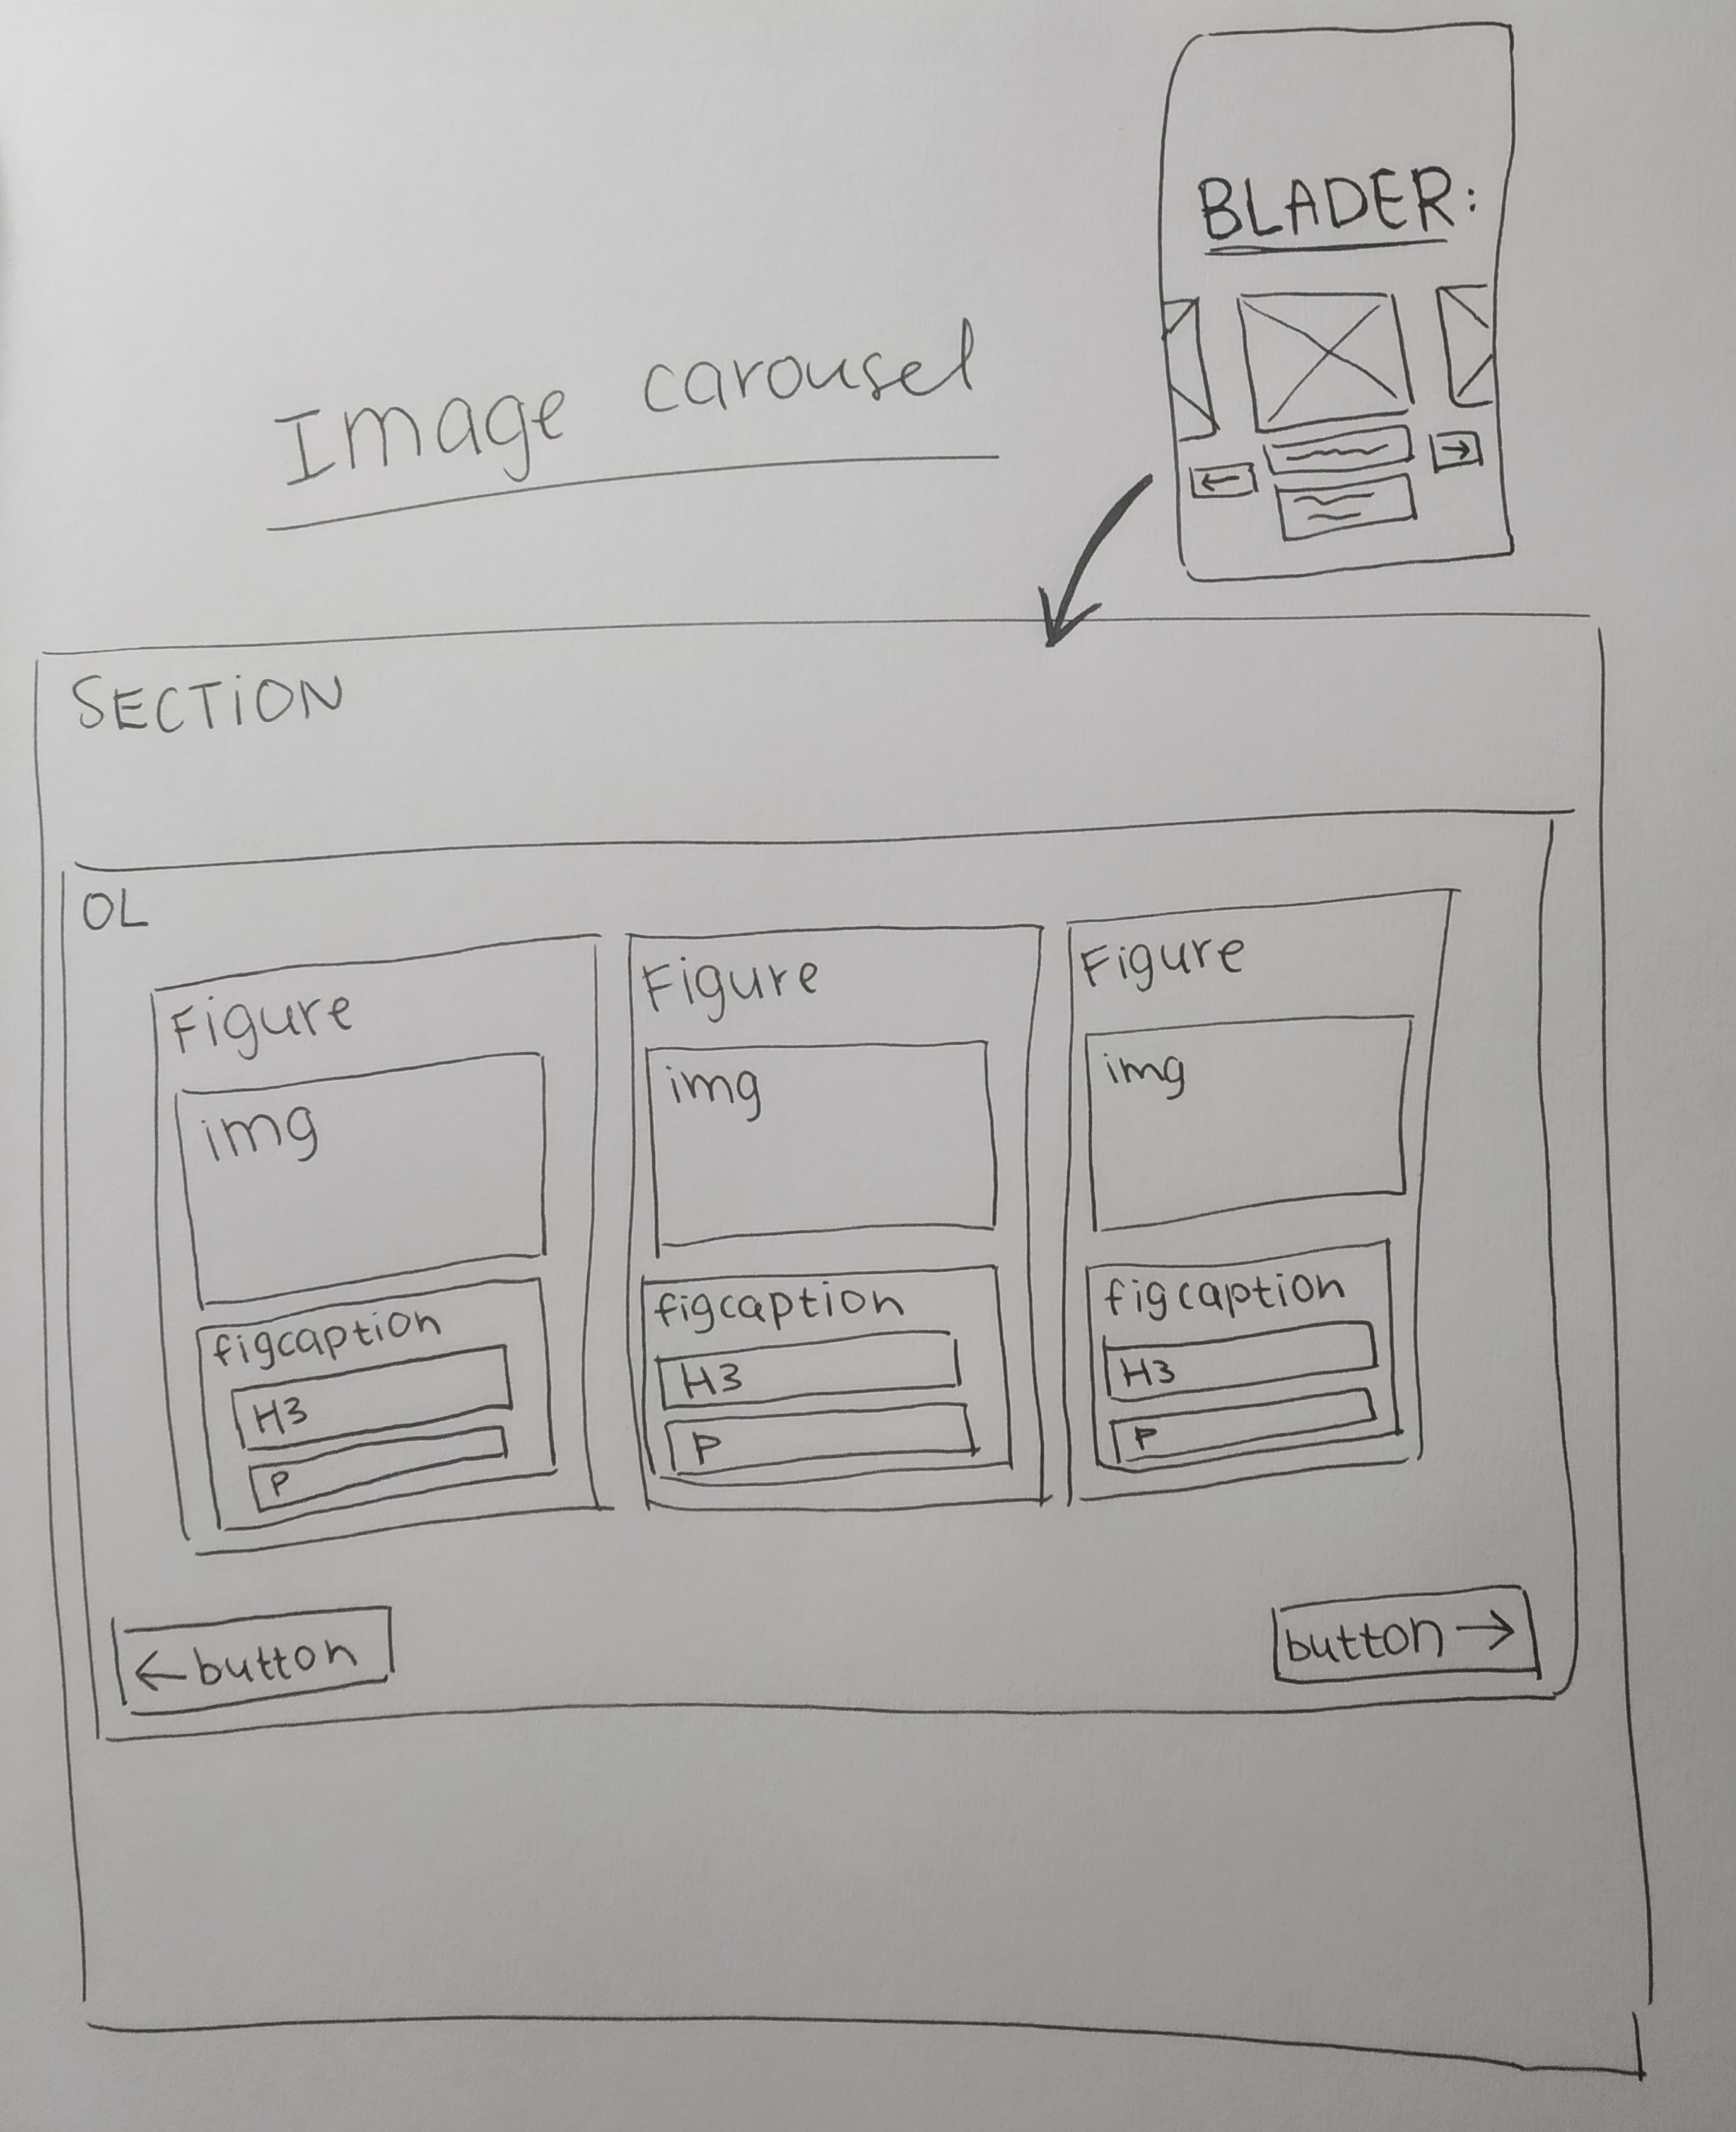 BLADER:
Image carousel
←
→
SECTiON
OL
Figure
img
figcaption
H3
P
Figure
img
figcaption
H3
P
Figure
img
figcaption
H3
P
← button
button →